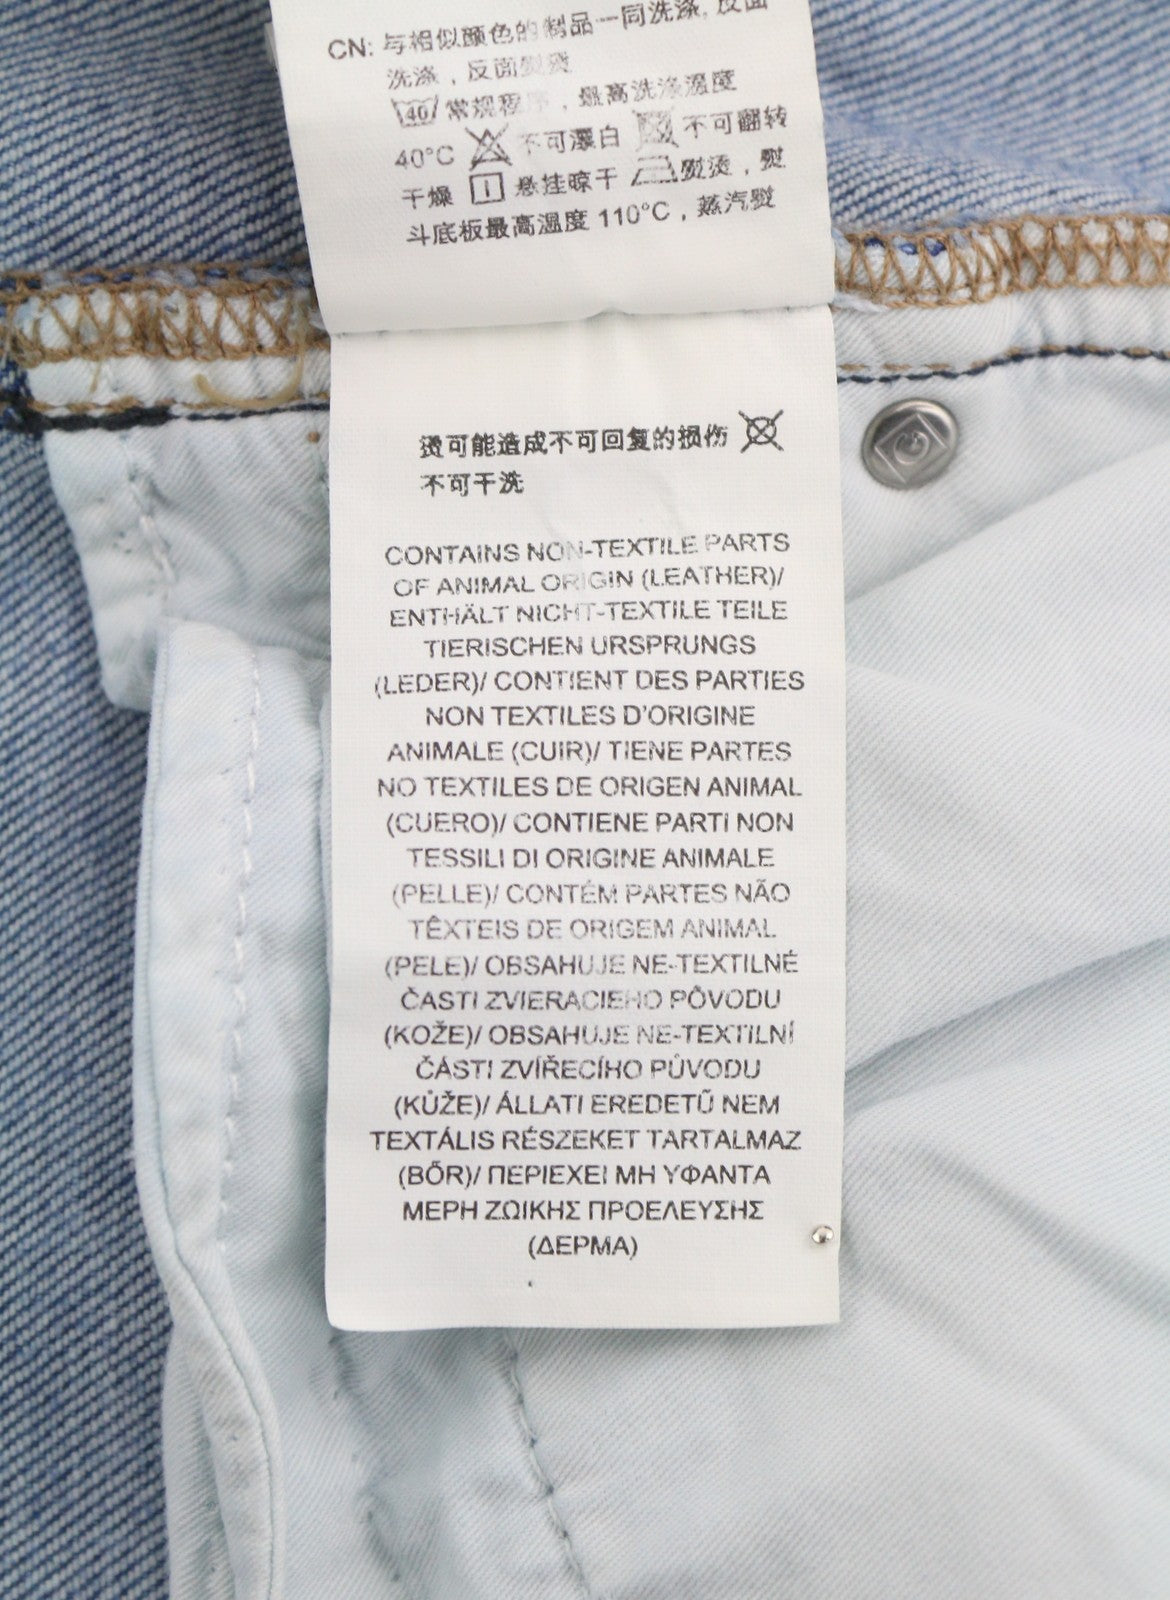 CN: 与相似颜色的制品一同洗涤, 反面
洗涤，反面熨烫
40 常规程序，最高洗涤温度
40°C 不可漂白 不可翻转
干燥 悬挂晾干 熨烫，熨
斗底板最高温度 110°C，蒸汽熨
烫可能造成不可回复的损伤
不可干洗
CONTAINS NON-TEXTILE PARTS
OF ANIMAL ORIGIN (LEATHER)/
ENTHÄLT NICHT-TEXTILE TEILE
TIERISCHEN URSPRUNGS
(LEDER)/ CONTIENT DES PARTIES
NON TEXTILES D'ORIGINE
ANIMALE (CUIR)/ TIENE PARTES
NO TEXTILES DE ORIGEN ANIMAL
(CUERO)/ CONTIENE PARTI NON
TESSILI DI ORIGINE ANIMALE
(PELLE)/ CONTÉM PARTES NÃO
TÊXTEIS DE ORIGEM ANIMAL
(PELE)/ OBSAHUJE NE-TEXTILNÉ
ČASTI ZVIERACIEHO PÔVODU
(KOŽE)/ OBSAHUJE NE-TEXTILNÍ
ČÁSTI ZVÍŘECÍHO PŮVODU
(KŮŽE)/ ÁLLATI EREDETŰ NEM
TEXTÁLIS RÉSZEKET TARTALMAZ
(BŐR)/ ΠΕΡΙΕΧΕΙ ΜΗ ΥΦΑΝΤΑ
ΜΕΡΗ ΖΩΙΚΗΣ ΠΡΟΕΛΕΥΣΗΣ
(ΔΕΡΜΑ)